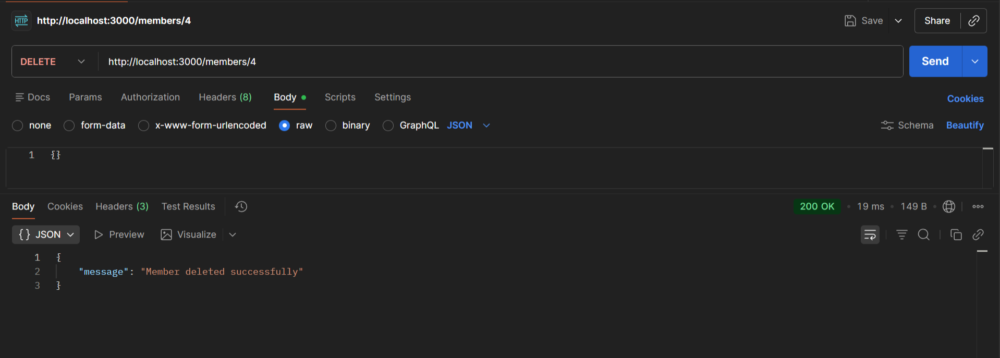 HTTP http://localhost:3000/members/4 Save Share
DELETE http://localhost:3000/members/4 Send
Docs Params Authorization Headers (8) Body Scripts Settings Cookies
none form-data x-www-form-urlencoded raw binary GraphQL JSON Schema Beautify
1 {}
Body Cookies Headers (3) Test Results 200 OK • 19 ms • 149 B •
{} JSON Preview Visualize
1 {
2 "message": "Member deleted successfully"
3 }